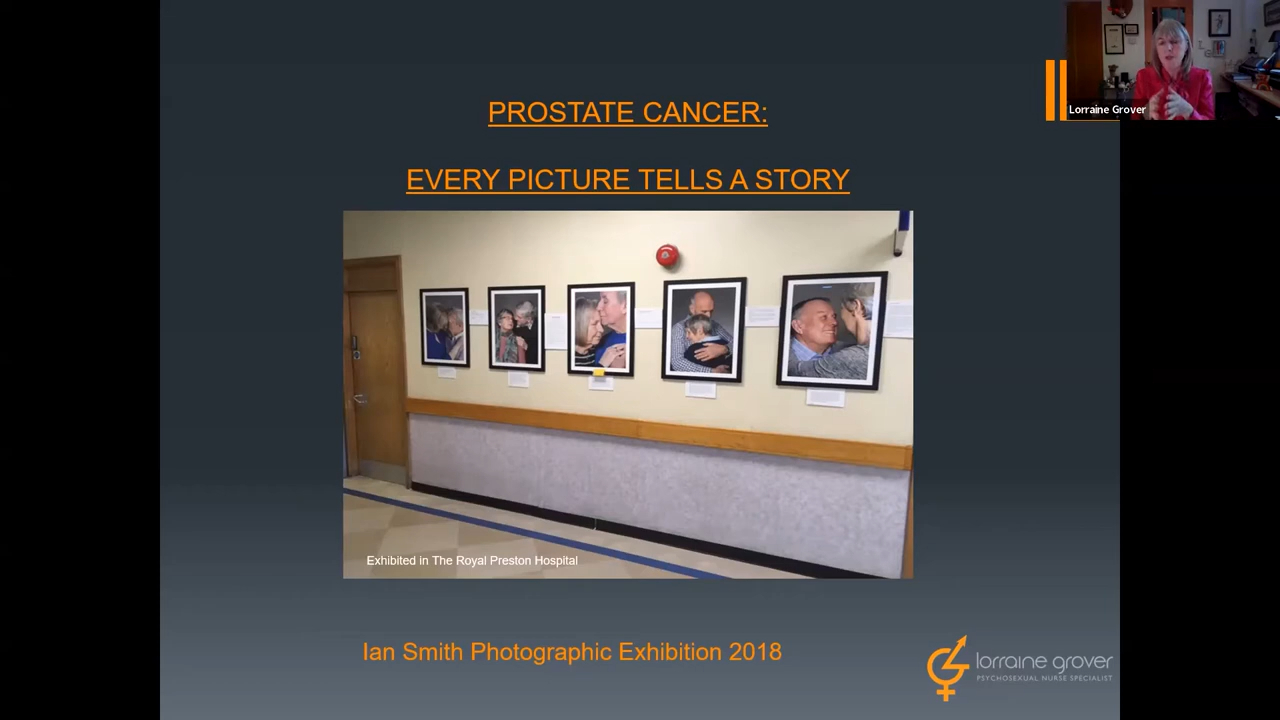 PROSTATE CANCER:
EVERY PICTURE TELLS A STORY
Lorraine Grover
Exhibited in The Royal Preston Hospital
Ian Smith Photographic Exhibition 2018
lorraine grover
PSYCHOSEXUAL NURSE SPECIALIST